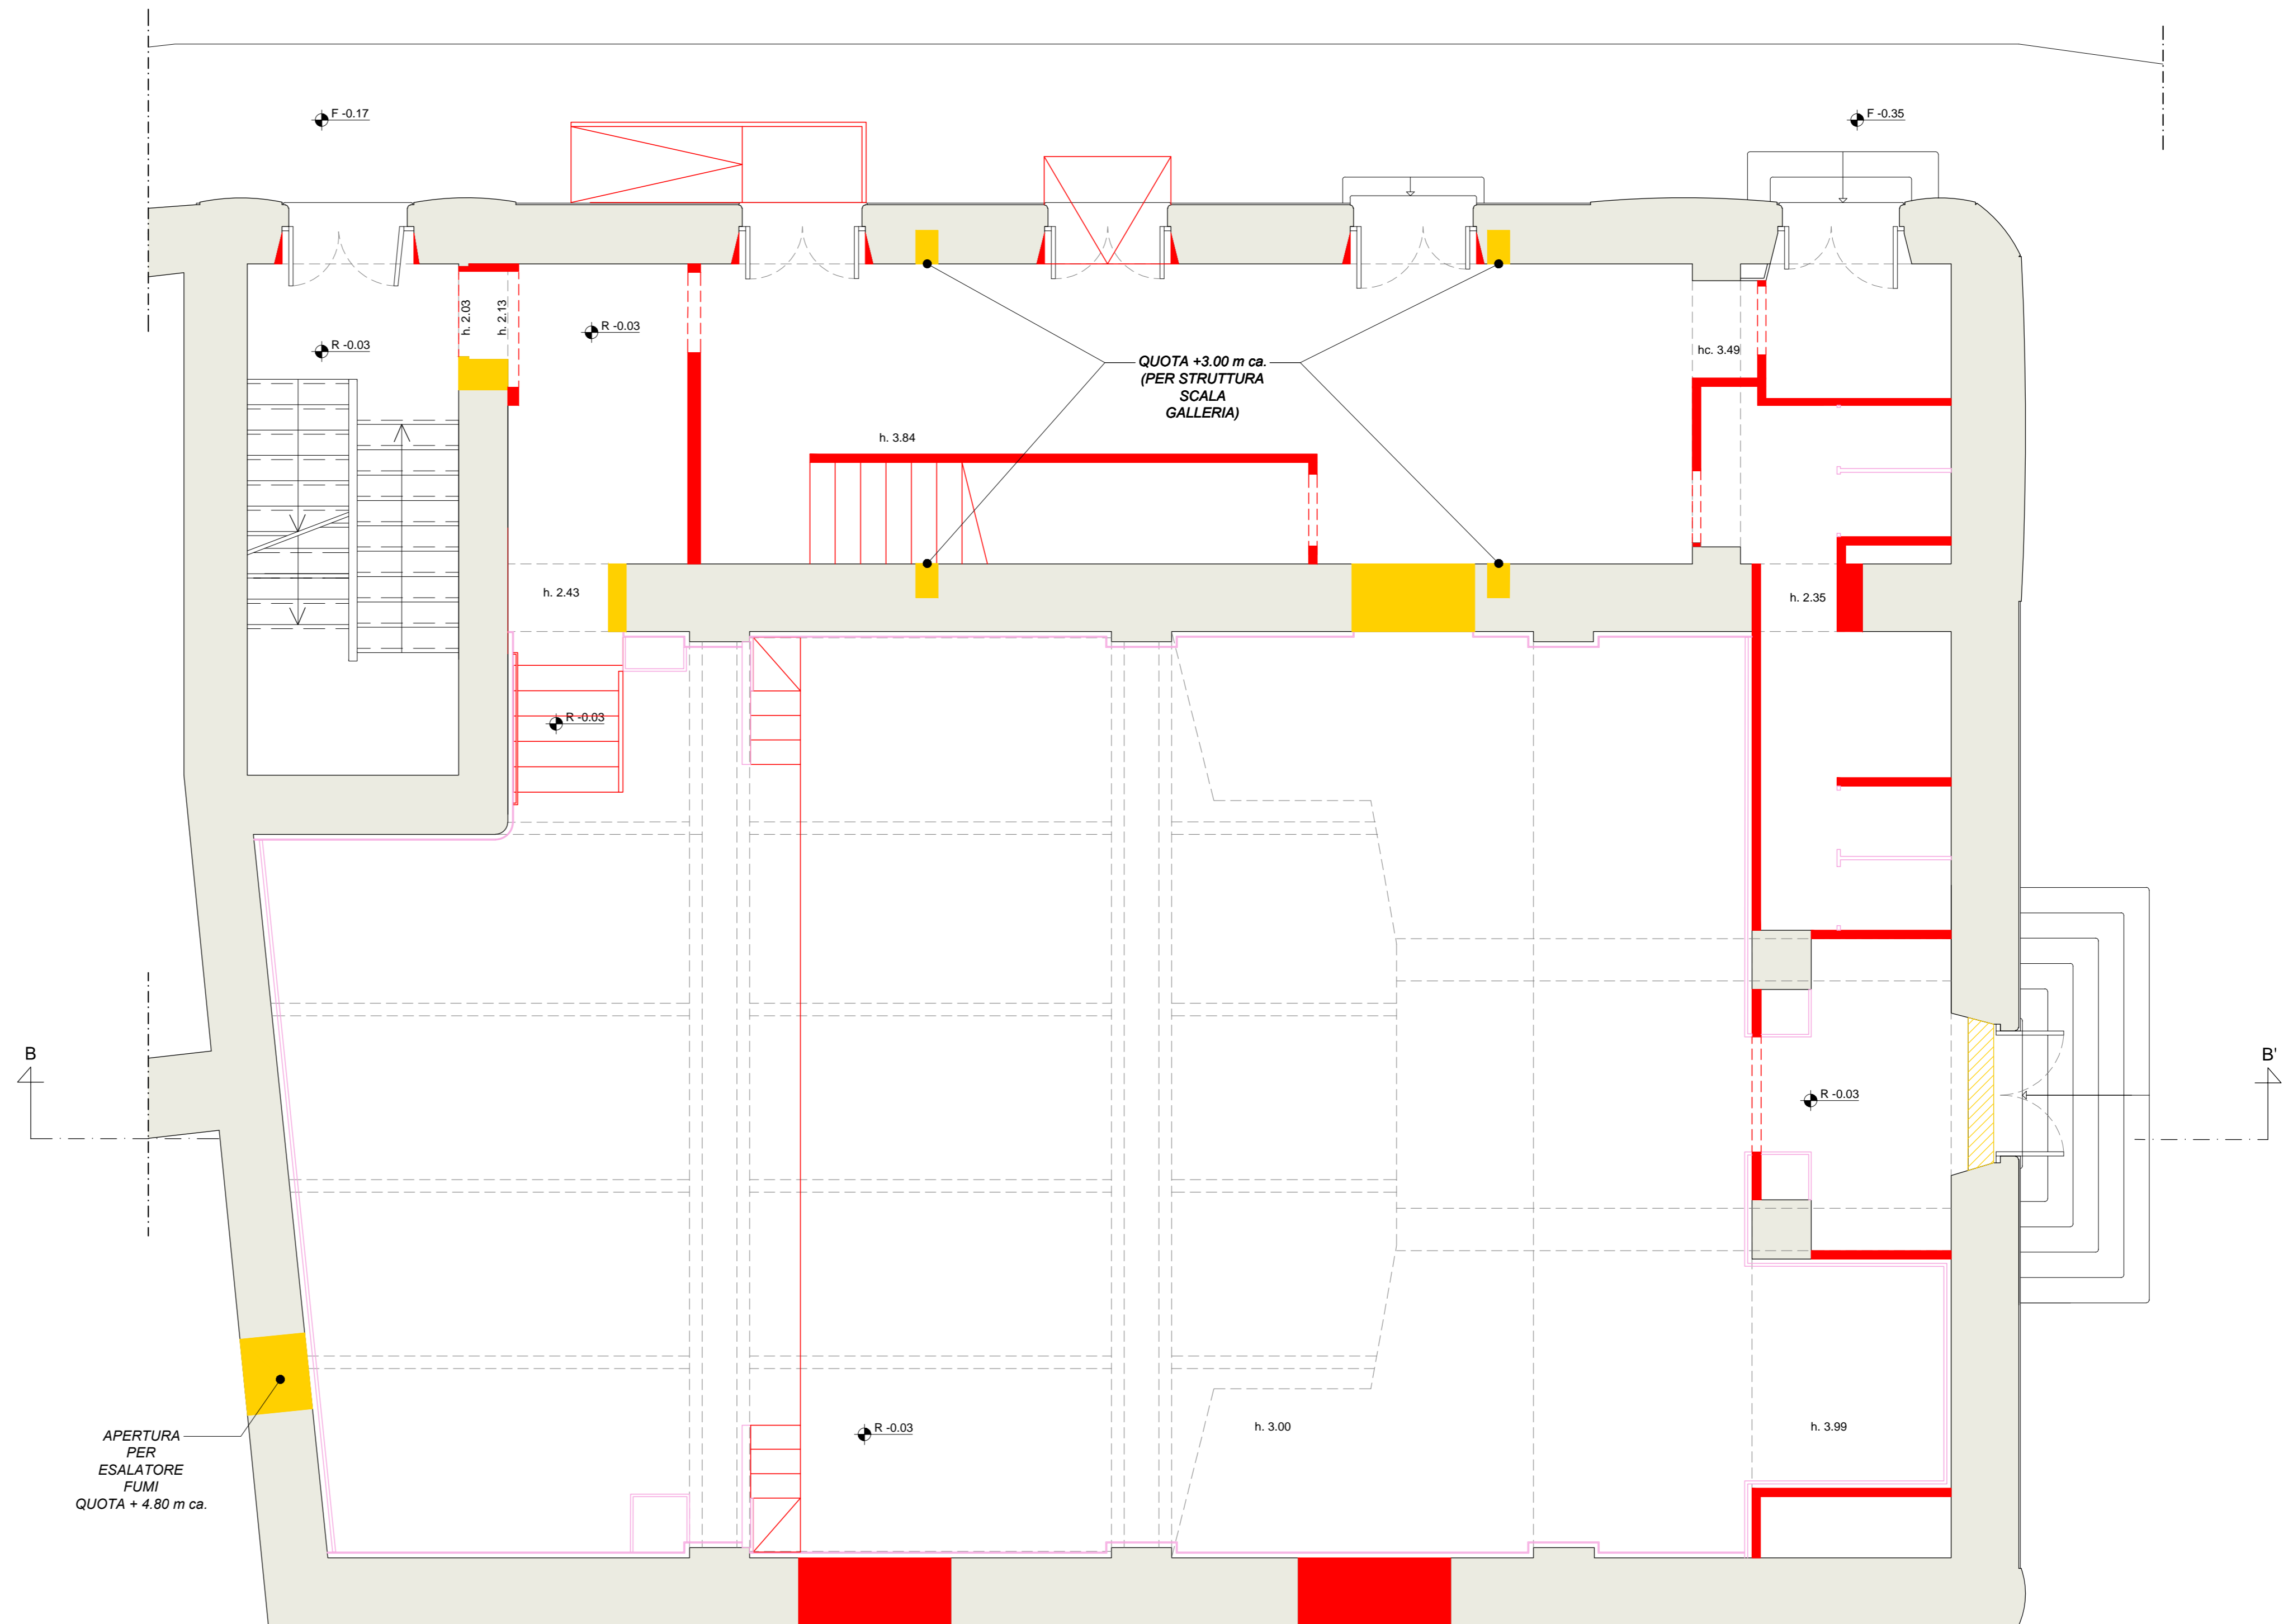 F -0.17
F -0.35
h. 2.03
h. 2.13
R -0.03
R -0.03
hc. 3.49
QUOTA +3.00 m ca.
(PER STRUTTURA
SCALA
GALLERIA)
h. 3.84
h. 2.43
h. 2.35
R -0.03
B
B'
R -0.03
APERTURA
PER
ESALATORE
FUMI
QUOTA + 4.80 m ca.
R -0.03
h. 3.00
h. 3.99